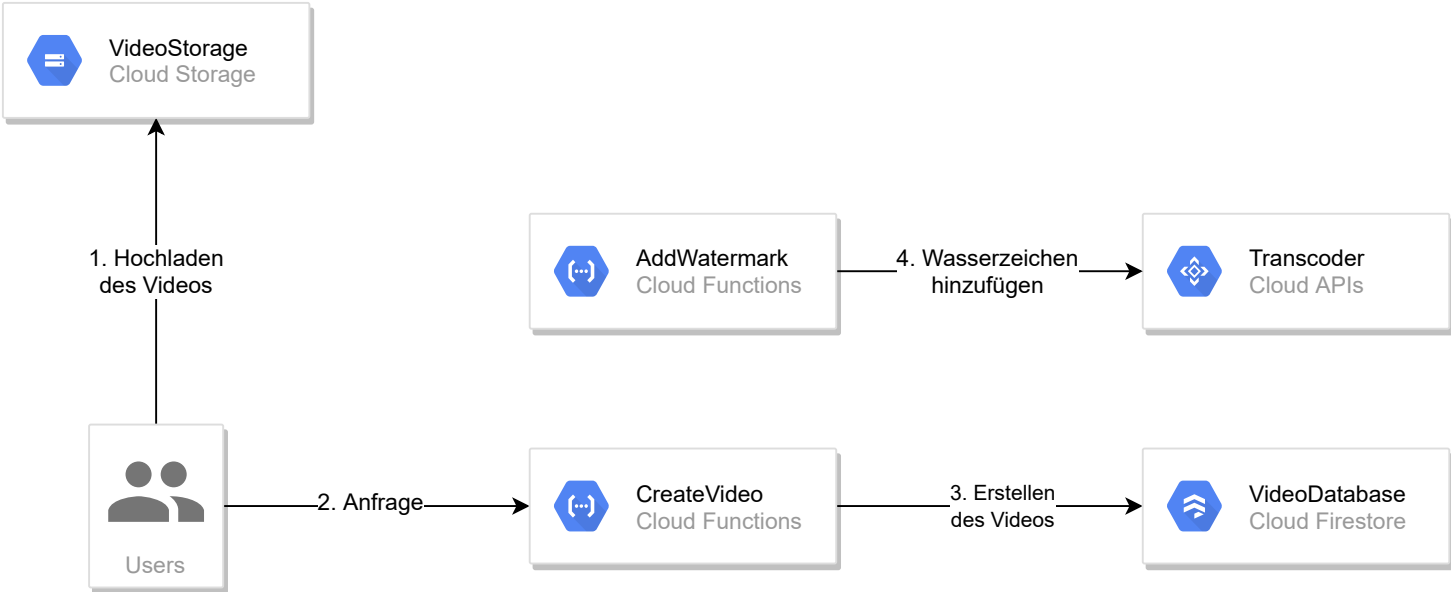 VideoStorage
Cloud Storage
1. Hochladen
des Videos
AddWatermark
Cloud Functions
4. Wasserzeichen
hinzufügen
Transcoder
Cloud APIs
Users
2. Anfrage
CreateVideo
Cloud Functions
3. Erstellen
des Videos
VideoDatabase
Cloud Firestore